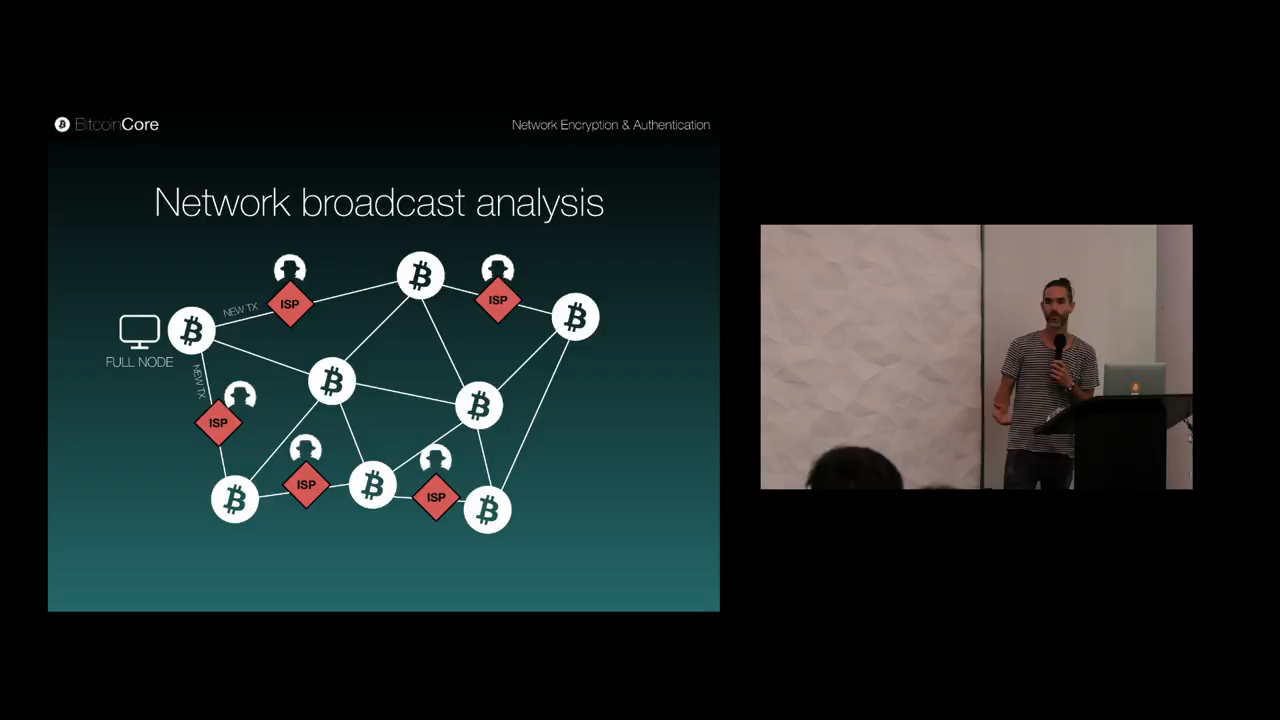 BitcoinCore
Network Encryption & Authentication
Network broadcast analysis
ISP
ISP
NEW TX
FULL NODE
NEW TX
ISP
ISP
ISP